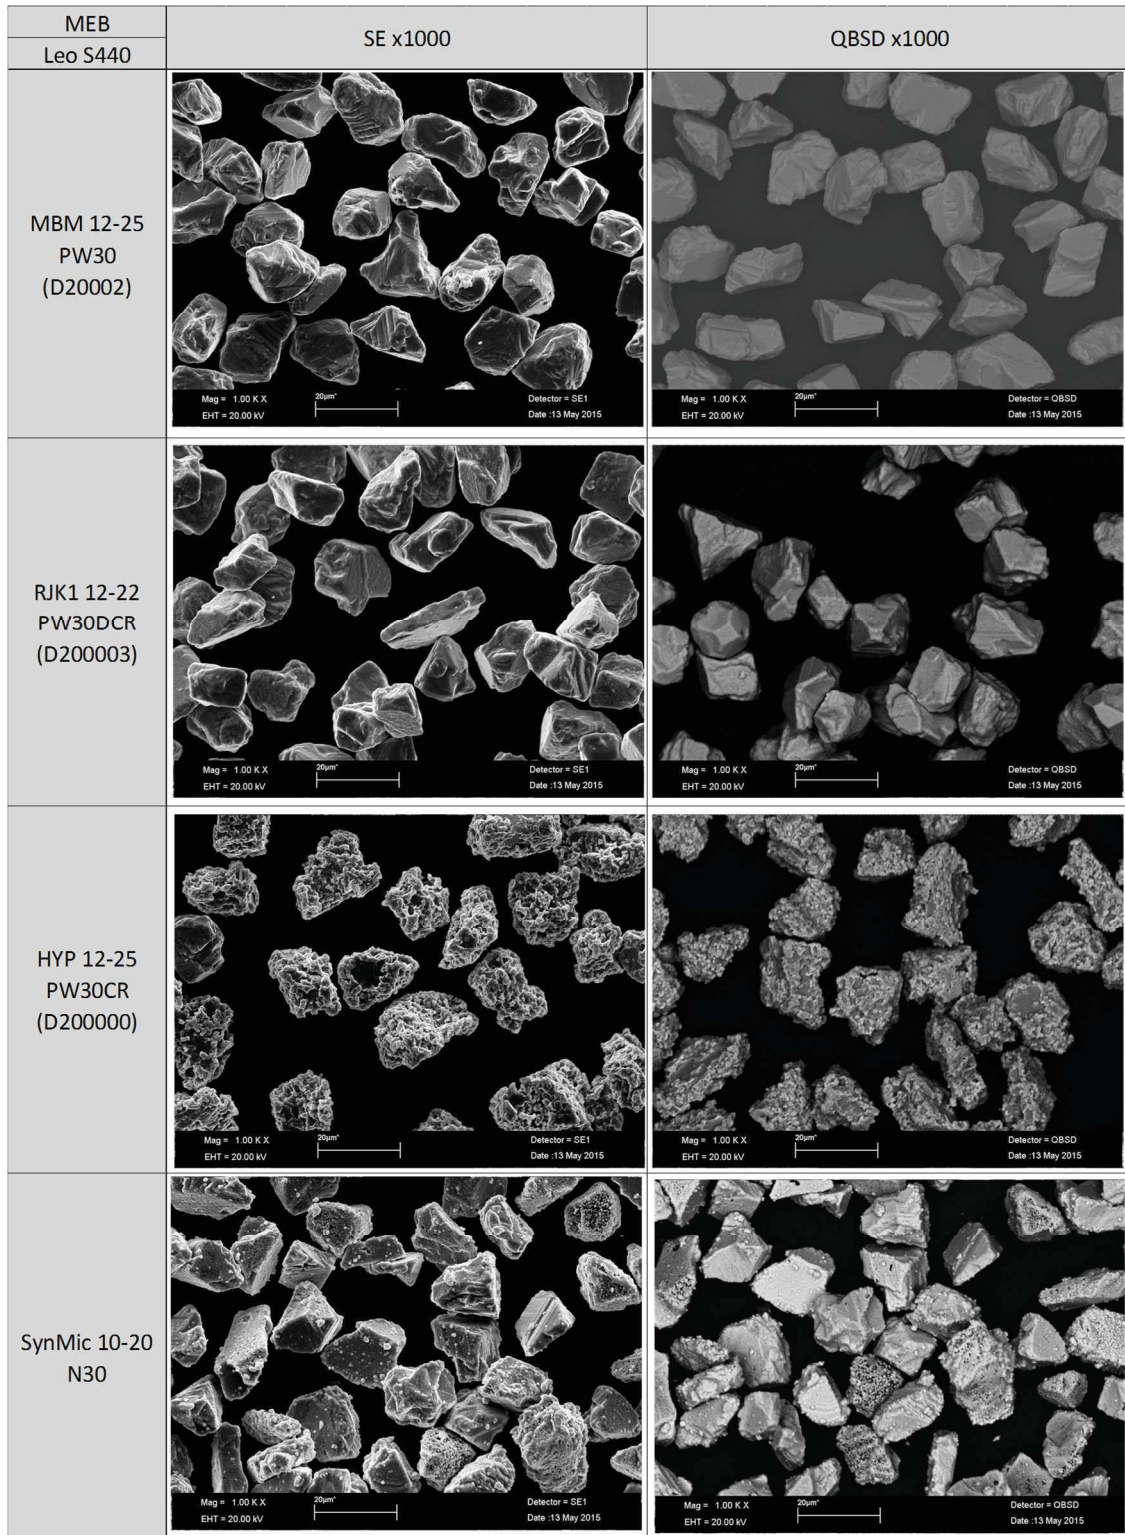 MEB
Leo S440
SE x1000
QBSD x1000
MBM 12-25
PW30
(D20002)
Mag = 1.00 K X
EHT = 20.00 kV
20µm*
Detector = SE1
Date :13 May 2015
Mag = 1.00 K X
EHT = 20.00 kV
20µm*
Detector = QBSD
Date :13 May 2015
RJK1 12-22
PW30DCR
(D200003)
Mag = 1.00 K X
EHT = 20.00 kV
20µm*
Detector = SE1
Date :13 May 2015
Mag = 1.00 K X
EHT = 20.00 kV
20µm*
Detector = QBSD
Date :13 May 2015
HYP 12-25
PW30CR
(D200000)
Mag = 1.00 K X
EHT = 20.00 kV
20µm*
Detector = SE1
Date :13 May 2015
Mag = 1.00 K X
EHT = 20.00 kV
20µm*
Detector = QBSD
Date :13 May 2015
SynMic 10-20
N30
Mag = 1.00 K X
EHT = 20.00 kV
20µm*
Detector = SE1
Date :13 May 2015
Mag = 1.00 K X
EHT = 20.00 kV
20µm*
Detector = QBSD
Date :13 May 2015